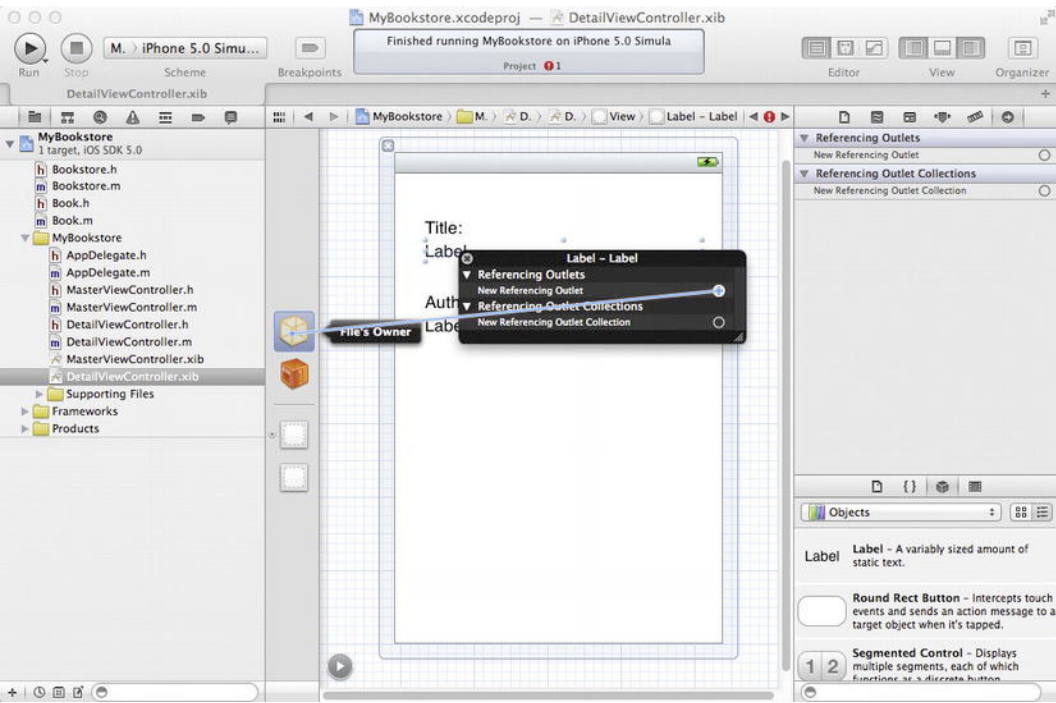 MyBookstore.xcodeproj — DetailViewController.xib
M. 〉 iPhone 5.0 Simu...
Finished running MyBookstore on iPhone 5.0 Simula
Project 1
Run Stop Scheme Breakpoints Editor View Organizer
DetailViewController.xib
MyBookstore 〉 M. 〉 D. 〉 D. 〉 View 〉 Label – Label
MyBookstore
1 target, iOS SDK 5.0
h Bookstore.h
m Bookstore.m
h Book.h
m Book.m
MyBookstore
h AppDelegate.h
m AppDelegate.m
h MasterViewController.h
m MasterViewController.m
h DetailViewController.h
m DetailViewController.m
MasterViewController.xib
DetailViewController.xib
Supporting Files
Frameworks
Products
File's Owner
Title:
Label
Auth
Labe
Label – Label
Referencing Outlets
New Referencing Outlet
Referencing Outlet Collections
New Referencing Outlet Collection
Referencing Outlets
New Referencing Outlet
Referencing Outlet Collections
New Referencing Outlet Collection
{}
Objects
Label
Label – A variably sized amount of
static text.
Round Rect Button – Intercepts touch
events and sends an action message to a
target object when it's tapped.
1 2
Segmented Control – Displays
multiple segments, each of which
functions as a discrete button